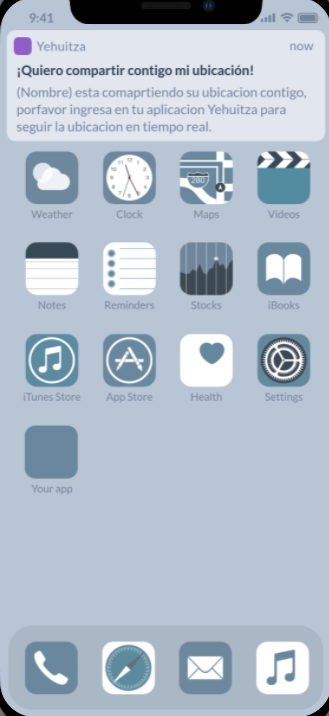 9:41
Yehuitza now
¡Quiero compartir contigo mi ubicación!
(Nombre) esta comaprtiendo su ubicacion contigo,
porfavor ingresa en tu aplicacion Yehuitza para
seguir la ubicacion en tiempo real.
Weather Clock Maps Videos
280
Notes Reminders Stocks iBooks
iTunes Store App Store Health Settings
Your app